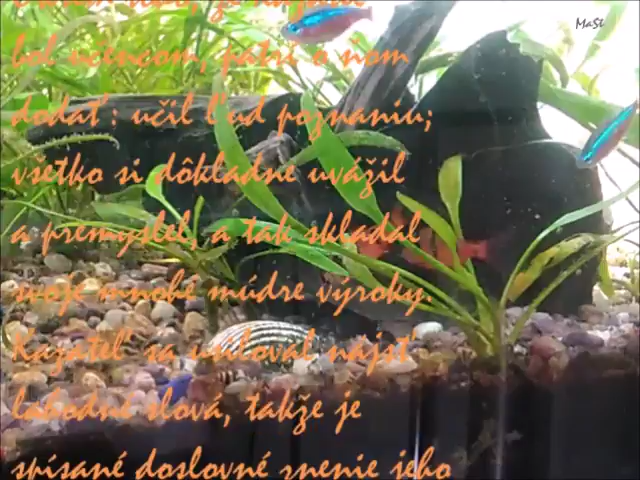 MaSt
bol učencom, patrí o ňom
dodať: učil ľud poznaniu;
všetko si dôkladne uvážil
a premyslel, a tak skladal
svoje mnohé múdre výroky.
Kazateľ sa usiloval nájsť
lahodné slová, takže je
spísané doslovné znenie jeho